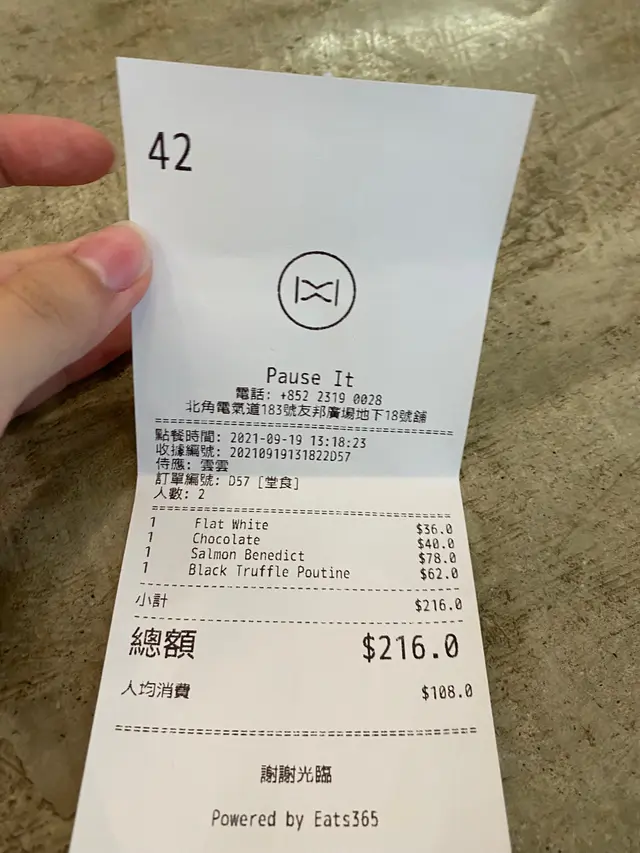 42
Pause It
電話: +852 2319 0028
北角電氣道183號友邦廣場地下18號舖
點餐時間: 2021-09-19 13:18:23
收據編號: 20210919131822D57
侍應: 雲雲
訂單編號: D57 [堂食]
人數: 2
1 Flat White $36.0
1 Chocolate $40.0
1 Salmon Benedict $78.0
1 Black Truffle Poutine $62.0
小計 $216.0
總額 $216.0
人均消費 $108.0
謝謝光臨
Powered by Eats365